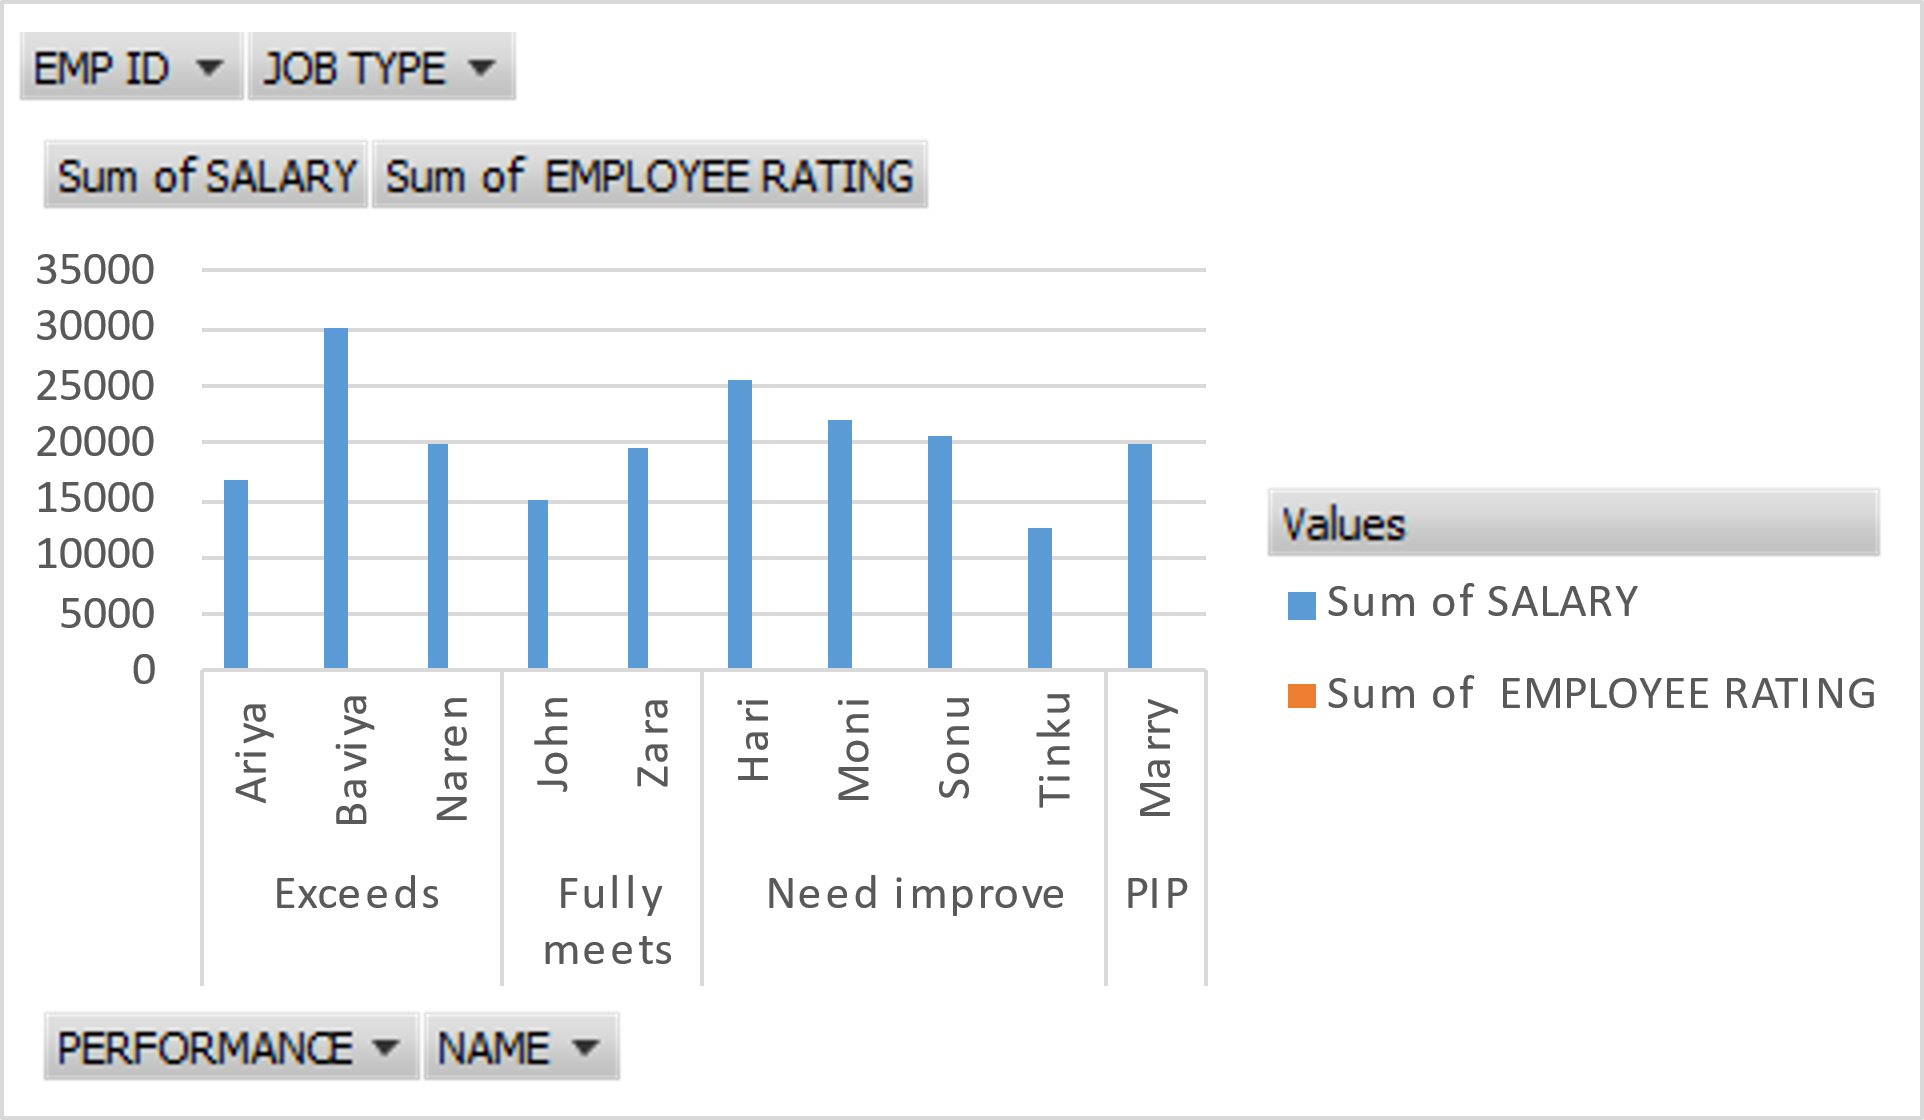 EMP ID JOB TYPE
Sum of SALARY Sum of EMPLOYEE RATING
35000
30000
25000
20000
15000
10000
5000
0
Ariya Baviya Naren John Zara Hari Moni Sonu Tinku Marry
Exceeds Fully meets Need improve PIP
Values
Sum of SALARY
Sum of EMPLOYEE RATING
PERFORMANCE NAME